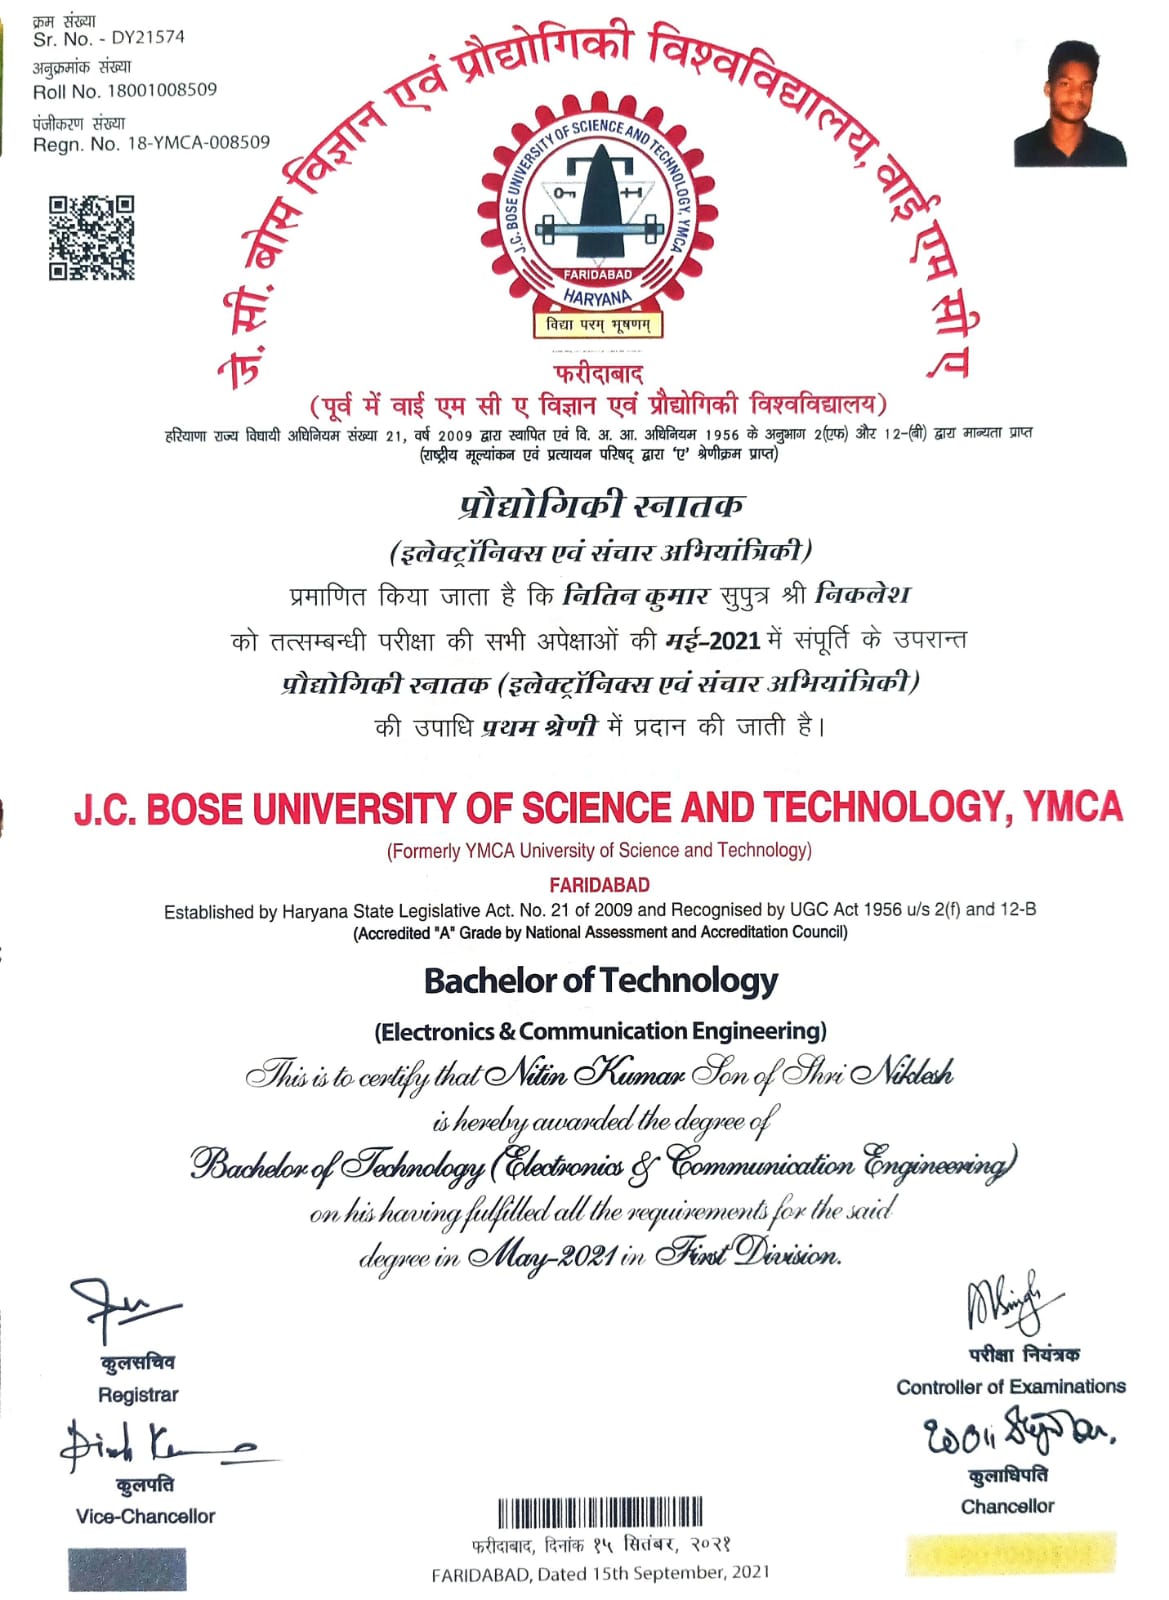 क्रम संख्या
Sr. No. - DY21574
अनुक्रमांक संख्या
Roll No. 18001008509
पंजीकरण संख्या
Regn. No. 18-YMCA-008509
जे. सी. बोस विज्ञान एवं प्रौद्योगिकी विश्वविद्यालय, वाई एम सी ए
J.C. BOSE UNIVERSITY OF SCIENCE AND TECHNOLOGY, YMCA
FARIDABAD
HARYANA
विद्या परम् भूषणम्
फरीदाबाद
(पूर्व में वाई एम सी ए विज्ञान एवं प्रौद्योगिकी विश्वविद्यालय)
हरियाणा राज्य विधायी अधिनियम संख्या 21, वर्ष 2009 द्वारा स्थापित एवं वि. अ. आ. अधिनियम 1956 के अनुभाग 2(एफ) और 12-(बी) द्वारा मान्यता प्राप्त
(राष्ट्रीय मूल्यांकन एवं प्रत्यायन परिषद् द्वारा 'ए' श्रेणीक्रम प्राप्त)
प्रौद्योगिकी स्नातक
(इलेक्ट्रॉनिक्स एवं संचार अभियांत्रिकी)
प्रमाणित किया जाता है कि नितिन कुमार सुपुत्र श्री निकलेश
को तत्सम्बन्धी परीक्षा की सभी अपेक्षाओं की मई-2021 में संपूर्ति के उपरान्त
प्रौद्योगिकी स्नातक (इलेक्ट्रॉनिक्स एवं संचार अभियांत्रिकी)
की उपाधि प्रथम श्रेणी में प्रदान की जाती है।
J.C. BOSE UNIVERSITY OF SCIENCE AND TECHNOLOGY, YMCA
(Formerly YMCA University of Science and Technology)
FARIDABAD
Established by Haryana State Legislative Act. No. 21 of 2009 and Recognised by UGC Act 1956 u/s 2(f) and 12-B
(Accredited "A" Grade by National Assessment and Accreditation Council)
Bachelor of Technology
(Electronics & Communication Engineering)
This is to certify that Nitin Kumar Son of Shri Niklesh
is hereby awarded the degree of
Bachelor of Technology (Electronics & Communication Engineering)
on his having fulfilled all the requirements for the said
degree in May-2021 in First Division.
कुलसचिव
Registrar
परीक्षा नियंत्रक
Controller of Examinations
कुलपति
Vice-Chancellor
कुलाधिपति
Chancellor
फरीदाबाद, दिनांक १५ सितंबर, २०२१
FARIDABAD, Dated 15th September, 2021